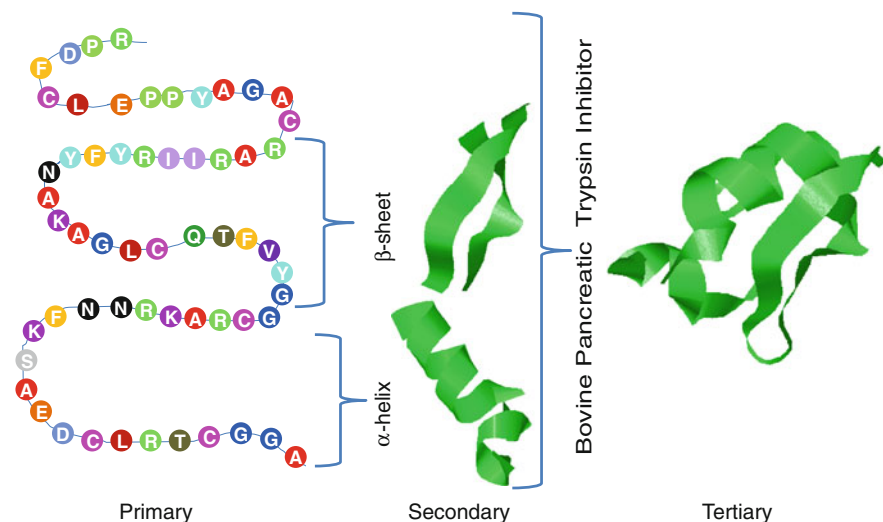 F D P R
C L E P P Y A G A
C
Y F Y R I I R A R
N
A
K A G L C Q T F V
Y
G
K F N N R K A R C G
S
A
E D C L R T C G G A
β-sheet
α-helix
Bovine Pancreatic Trypsin Inhibitor
Primary
Secondary
Tertiary